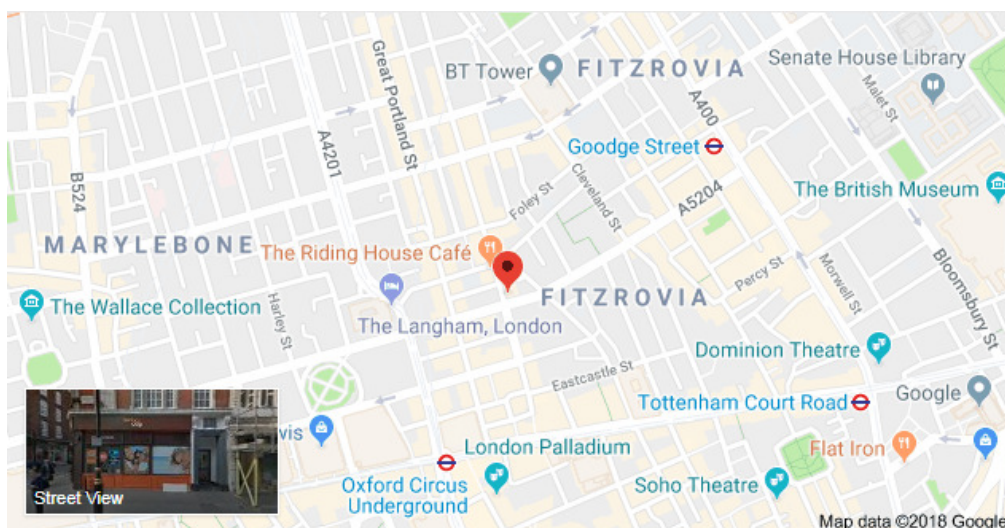 BT Tower
FITZROVIA
Senate House Library
Great Portland St
A400
Malet St
Goodge Street
A4201
B524
Cleveland St
A5204
The British Museum
Foley St
MARYLEBONE
The Riding House Café
Percy St
Morwell St
Bloomsbury St
The Wallace Collection
Harley St
The Langham, London
FITZROVIA
Dominion Theatre
Eastcastle St
Tottenham Court Road
Google
vis
London Palladium
Flat Iron
Oxford Circus
Underground
Soho Theatre
Street View
Map data ©2018 Google